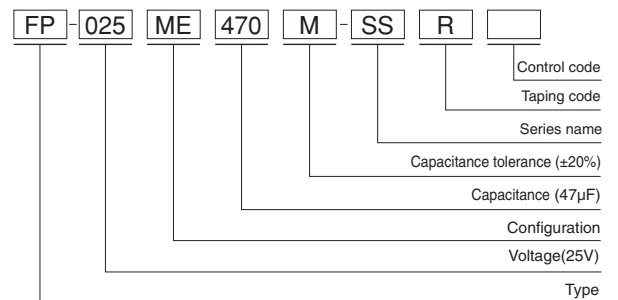 FP - 025 ME 470 M - SS R
Control code
Taping code
Series name
Capacitance tolerance (±20%)
Capacitance (47µF)
Configuration
Voltage(25V)
Type